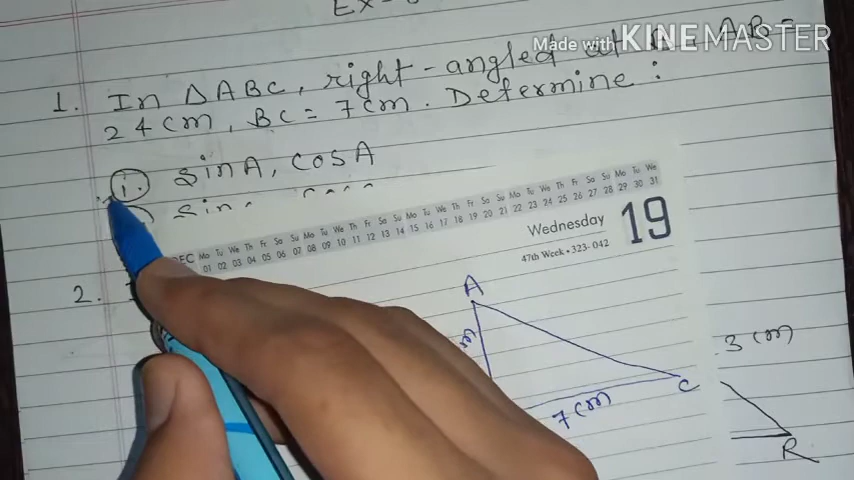 Made with KINEMASTER
1. In ΔABC, right-angled at B, AB =
24 cm, BC = 7 cm. Determine :
i. sin A, cos A
sin
DEC Mo Tu We Th Fr Sa Su Mo Tu We Th Fr Sa Su Mo Tu We Th Fr Sa Su Mo Tu We Th Fr Sa Su Mo Tu We
01 02 03 04 05 06 07 08 09 10 11 12 13 14 15 16 17 18 19 20 21 22 23 24 25 26 27 28 29 30 31
Wednesday 19
47th Week • 323-042
2.
A
7 cm
C
3 cm
R